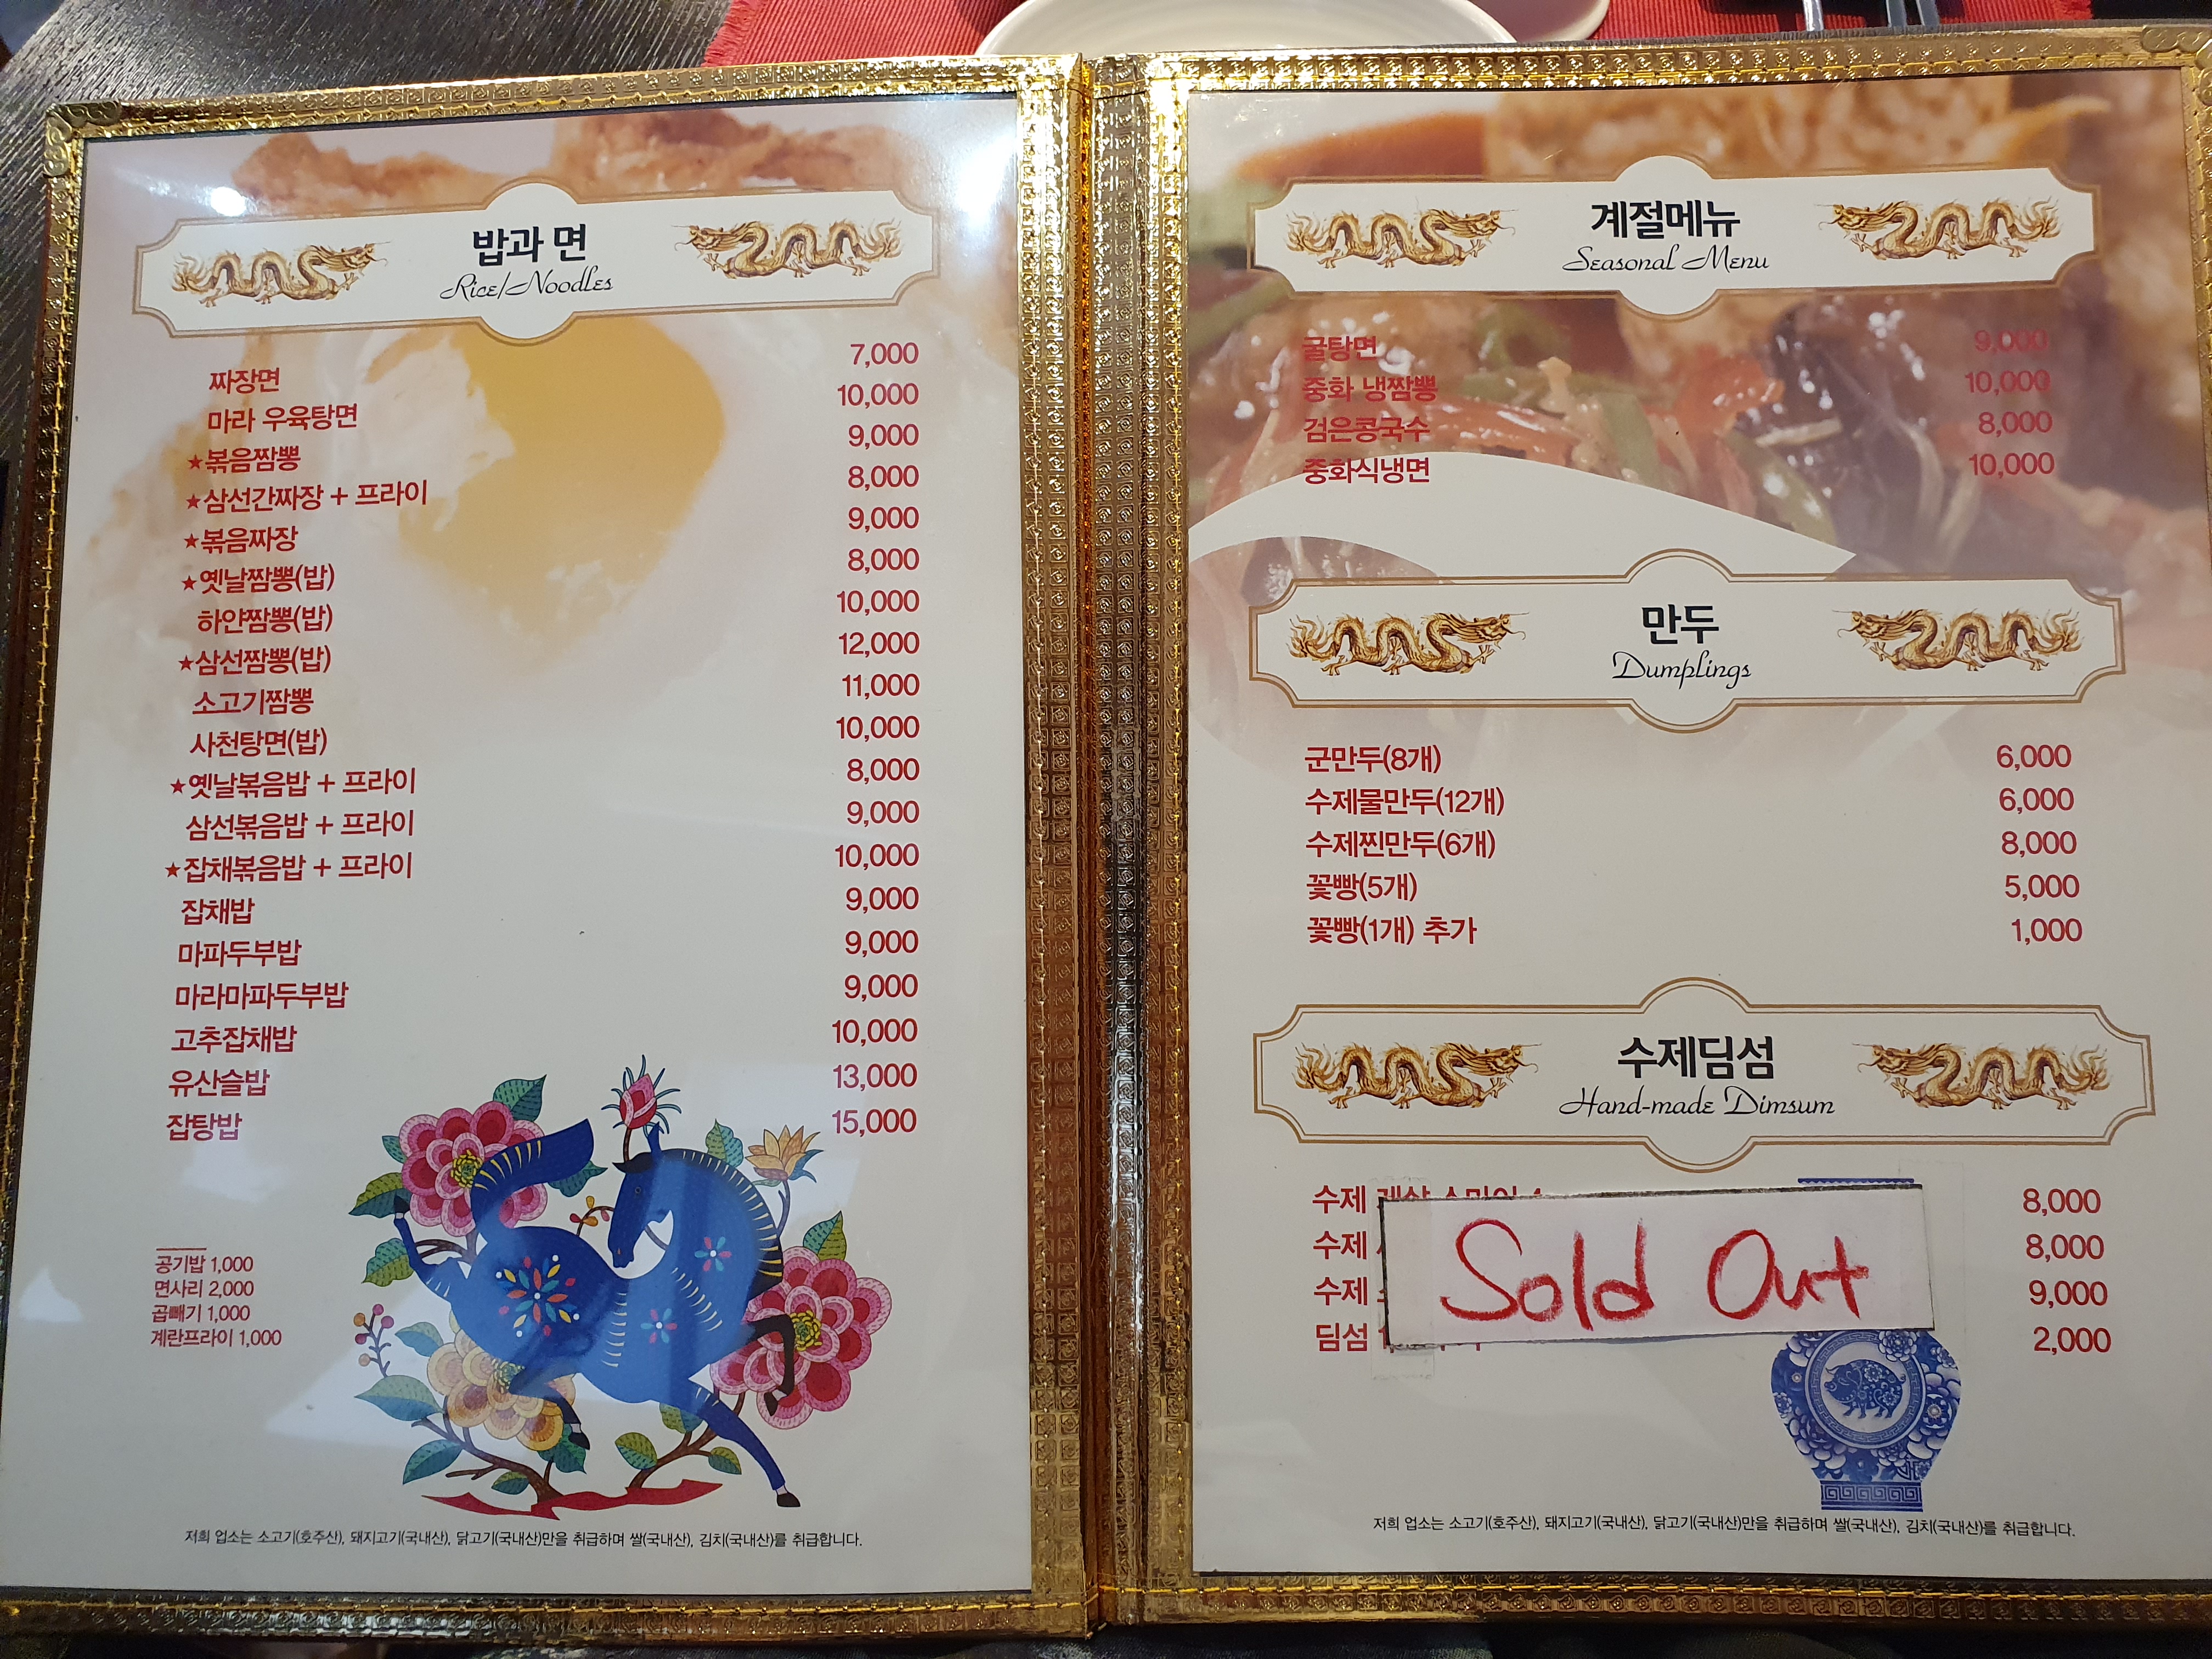 밥과 면
Rice/Noodles
짜장면 7,000
마라 우육탕면 10,000
★볶음짬뽕 9,000
★삼선간짜장 + 프라이 8,000
★볶음짜장 9,000
★옛날짬뽕(밥) 8,000
하얀짬뽕(밥) 10,000
★삼선짬뽕(밥) 12,000
소고기짬뽕 11,000
사천탕면(밥) 10,000
★옛날볶음밥 + 프라이 8,000
삼선볶음밥 + 프라이 9,000
★잡채볶음밥 + 프라이 10,000
잡채밥 9,000
마파두부밥 9,000
마라마파두부밥 9,000
고추잡채밥 10,000
유산슬밥 13,000
잡탕밥 15,000
공기밥 1,000
면사리 2,000
곱빼기 1,000
계란프라이 1,000
저희 업소는 소고기(호주산), 돼지고기(국내산), 닭고기(국내산)만을 취급하며 쌀(국내산), 김치(국내산)를 취급합니다.
계절메뉴
Seasonal Menu
굴탕면 9,000
중화 냉짬뽕 10,000
검은콩국수 8,000
중화식냉면 10,000
만두
Dumplings
군만두(8개) 6,000
수제물만두(12개) 6,000
수제찐만두(6개) 8,000
꽃빵(5개) 5,000
꽃빵(1개) 추가 1,000
수제딤섬
Hand-made Dimsum
수제 8,000
수제 8,000
수제 9,000
딤섬 2,000
Sold Out
저희 업소는 소고기(호주산), 돼지고기(국내산), 닭고기(국내산)만을 취급하며 쌀(국내산), 김치(국내산)를 취급합니다.